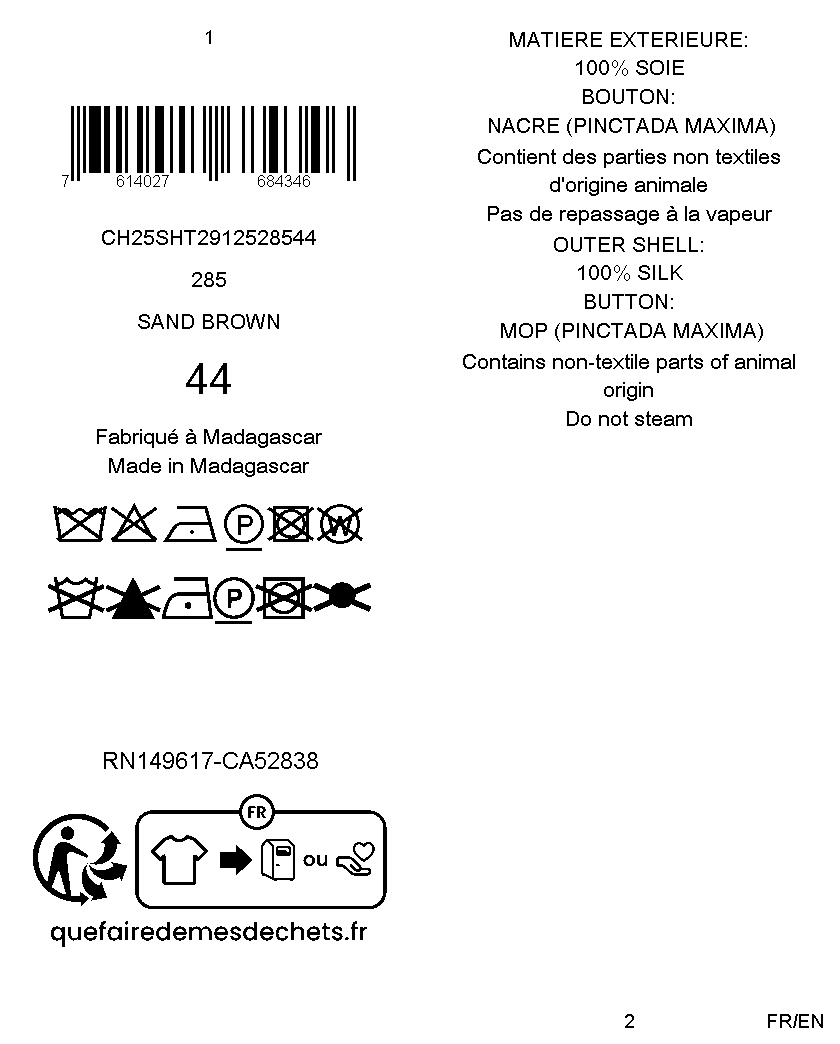 1
7 614027 684346
CH25SHT2912528544
285
SAND BROWN
44
Fabriqué à Madagascar
Made in Madagascar
P
W
P
RN149617-CA52838
FR
ou
quefairedemesdechets.fr
MATIERE EXTERIEURE:
100% SOIE
BOUTON:
NACRE (PINCTADA MAXIMA)
Contient des parties non textiles
d'origine animale
Pas de repassage à la vapeur
OUTER SHELL:
100% SILK
BUTTON:
MOP (PINCTADA MAXIMA)
Contains non-textile parts of animal
origin
Do not steam
2
FR/EN